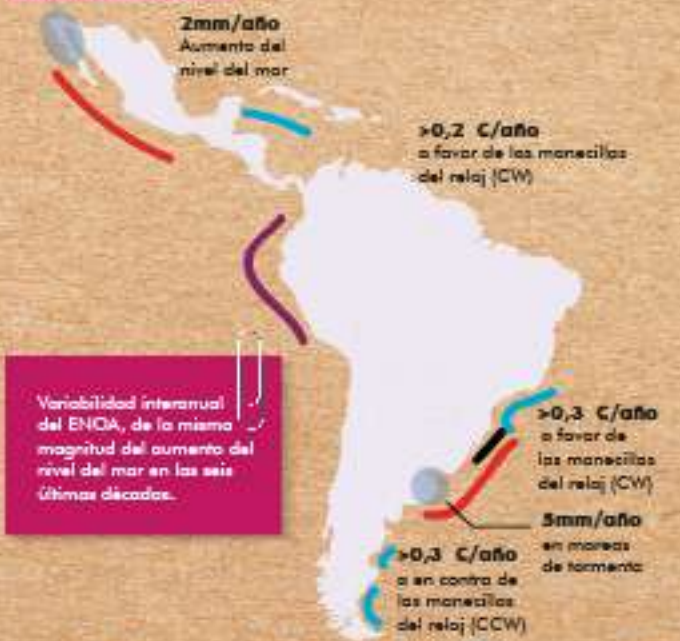 2mm/año
Aumento del
nivel del mar
>0,2 C/año
a favor de las manecillas
del reloj (CW)
Variabilidad interanual
del ENOA, de la misma
magnitud del aumento del
nivel del mar en las seis
últimas décadas.
>0,3 C/año
a favor de
las manecillas
del reloj (CW)
5mm/año
en mareas
de tormenta
>0,3 C/año
a en contra de
las manecillas
del reloj (CCW)